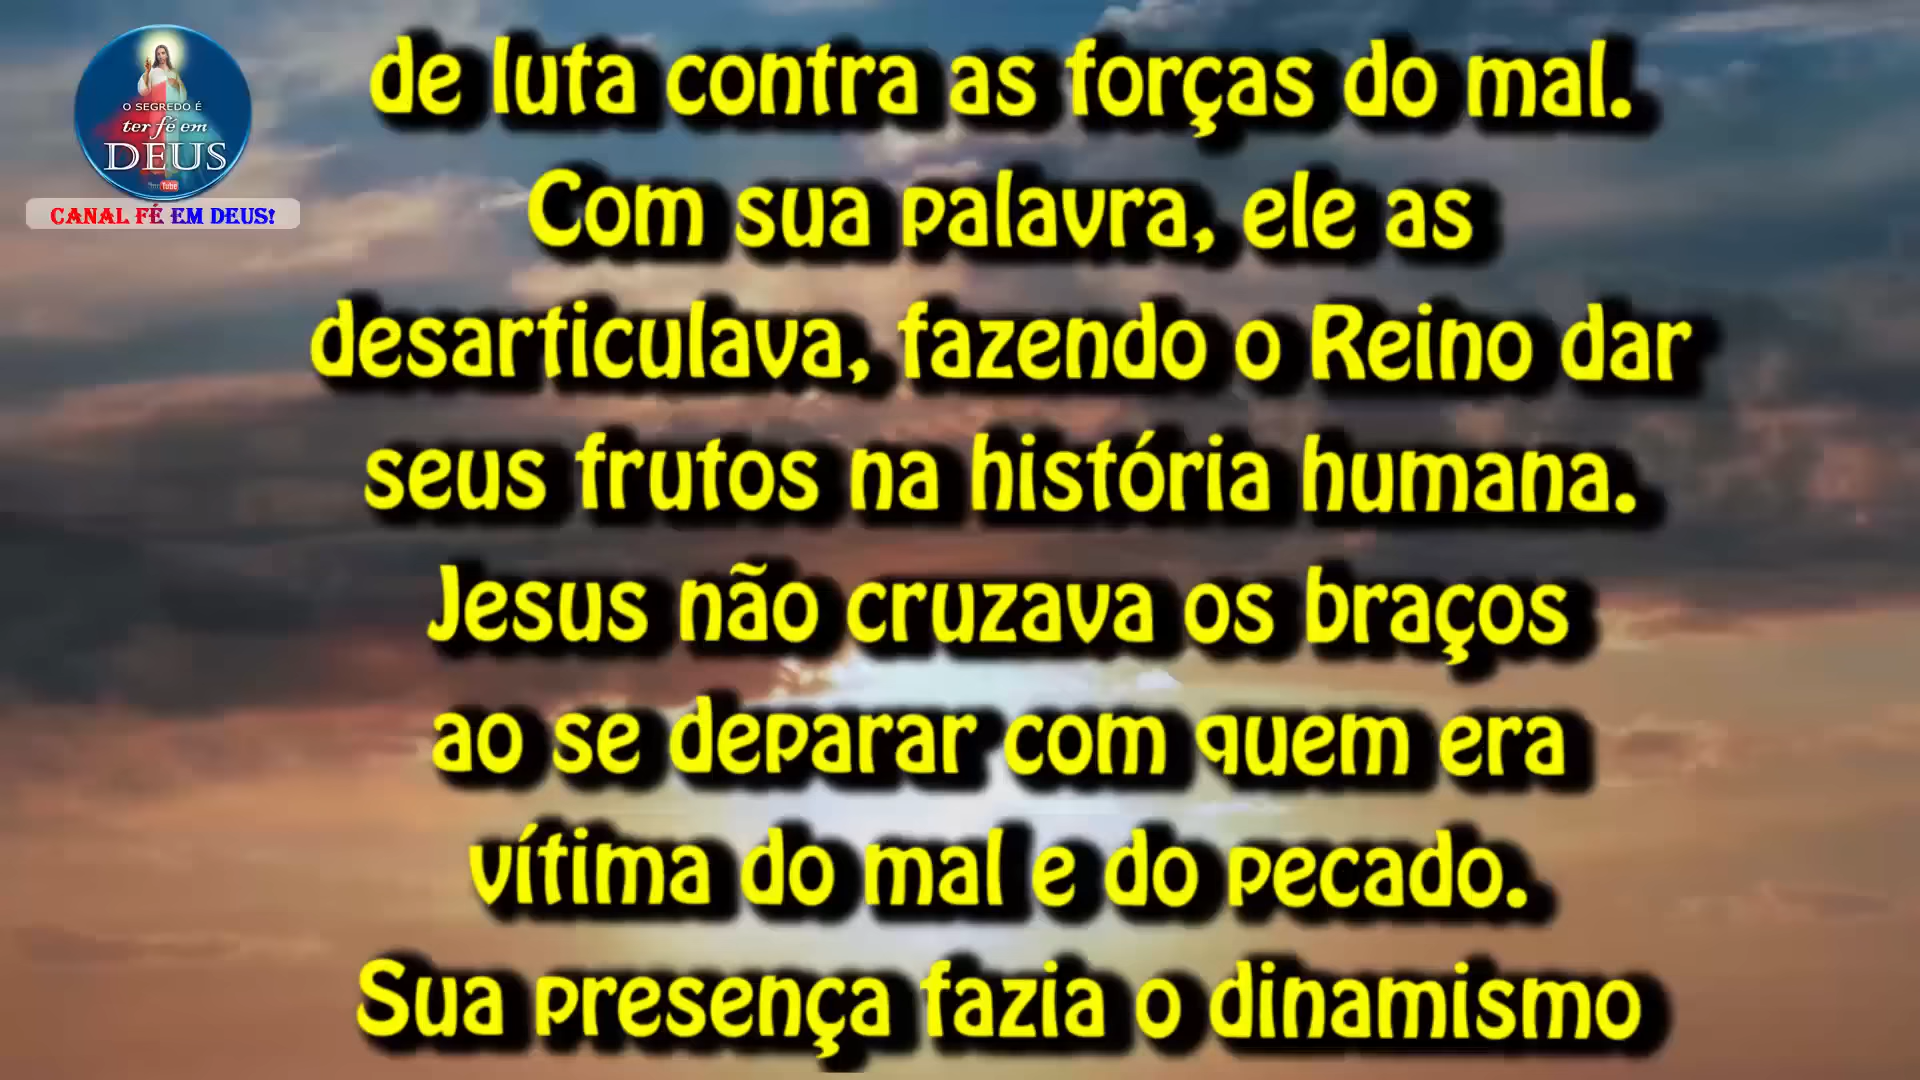 O SEGREDO É
ter fé em
DEUS
YouTube
CANAL FÉ EM DEUS!
de luta contra as forças do mal.
Com sua palavra, ele as
desarticulava, fazendo o Reino dar
seus frutos na história humana.
Jesus não cruzava os braços
ao se deparar com quem era
vítima do mal e do pecado.
Sua presença fazia o dinamismo